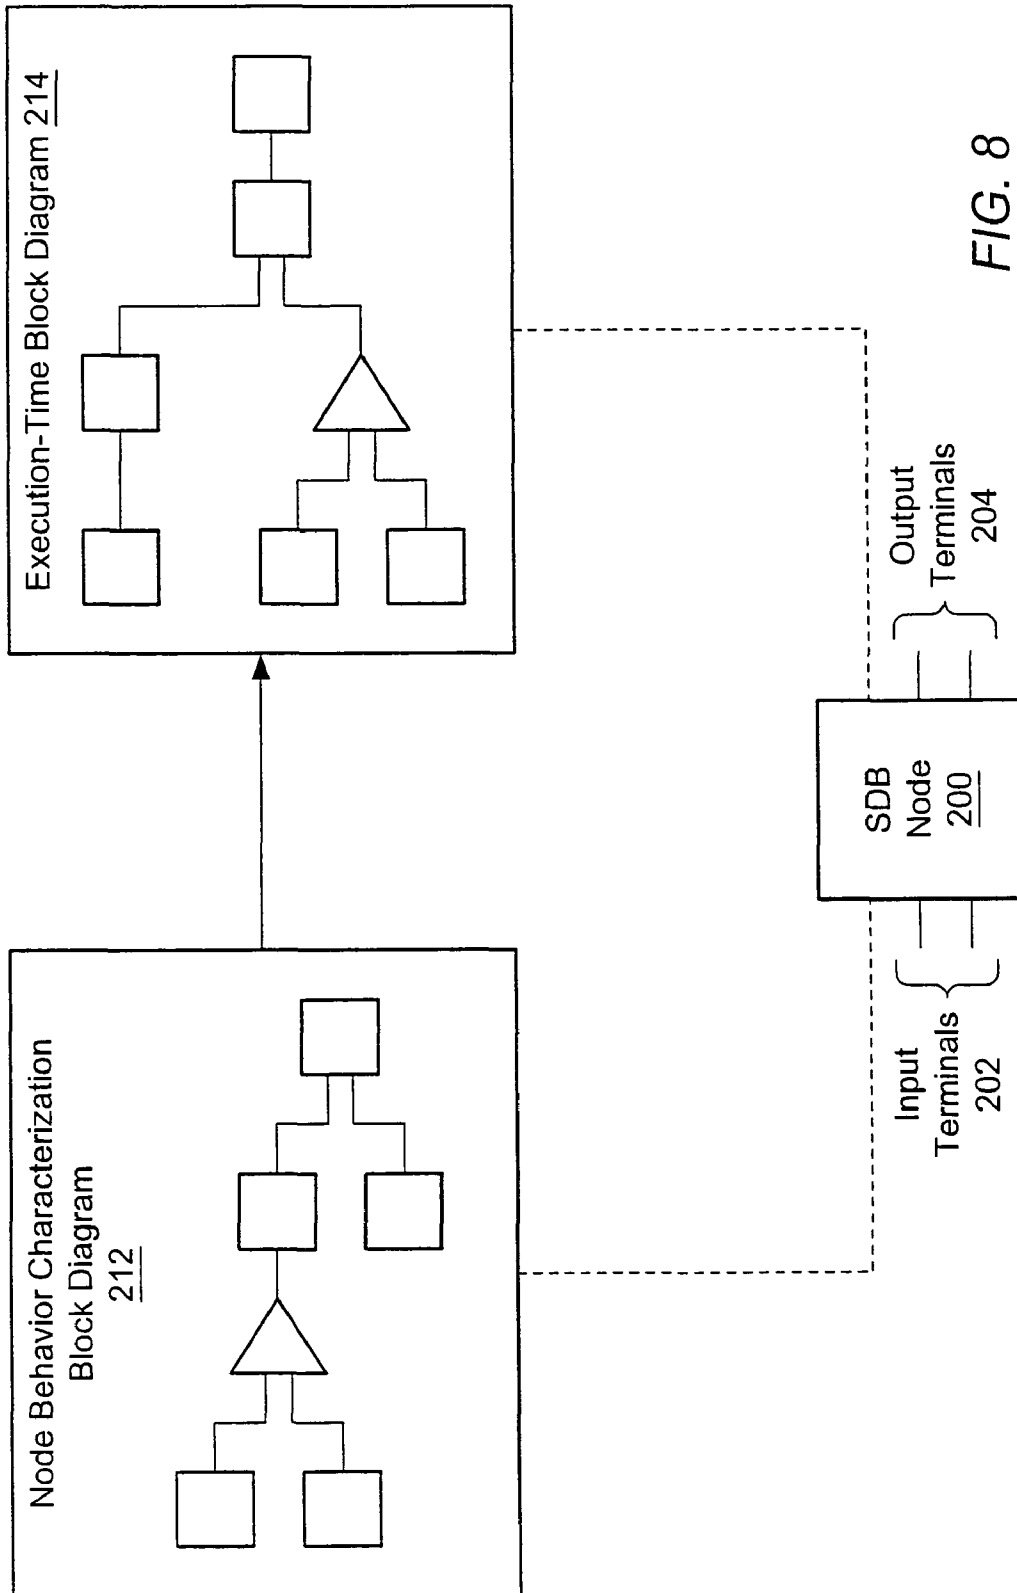 Node Behavior Characterization
Block Diagram
212
Execution-Time Block Diagram 214
Input
Terminals
202
SDB
Node
200
Output
Terminals
204
FIG. 8